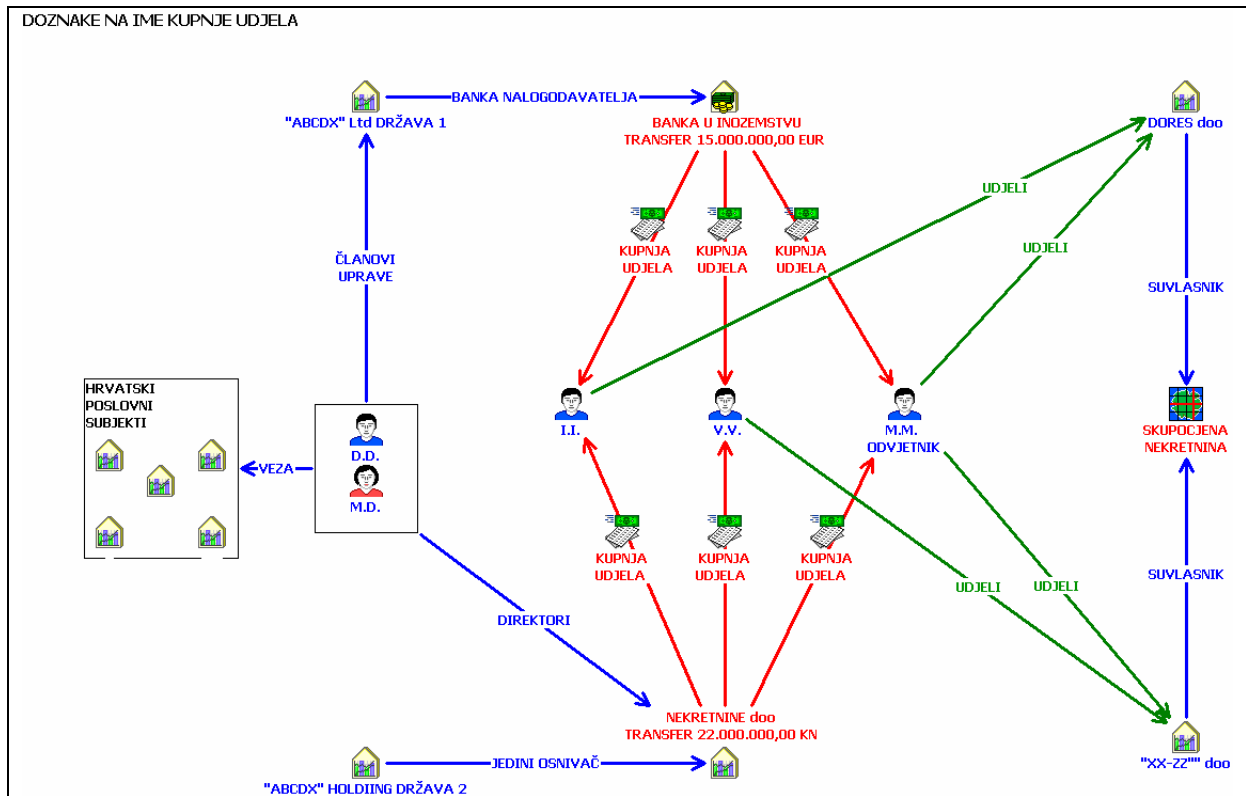 DOZNAKE NA IME KUPNJE UDJELA
BANKA NALOGODAVATELJA
"ABCDX" Ltd DRŽAVA 1
BANKA U INOZEMSTVU
TRANSFER 15.000.000,00 EUR
DORES doo
UDJELI
UDJELI
KUPNJA
UDJELA
KUPNJA
UDJELA
KUPNJA
UDJELA
ČLANOVI
UPRAVE
SUVLASNIK
HRVATSKI
POSLOVNI
SUBJEKTI
VEZA
D.D.
M.D.
I.I.
V.V.
M.M.
ODVJETNIK
SKUPOCJENA
NEKRETNINA
KUPNJA
UDJELA
KUPNJA
UDJELA
KUPNJA
UDJELA
UDJELI
UDJELI
SUVLASNIK
DIREKTORI
NEKRETNINE doo
TRANSFER 22.000.000,00 KN
JEDINI OSNIVAČ
"ABCDX" HOLDIING DRŽAVA 2
"XX-ZZ"" doo